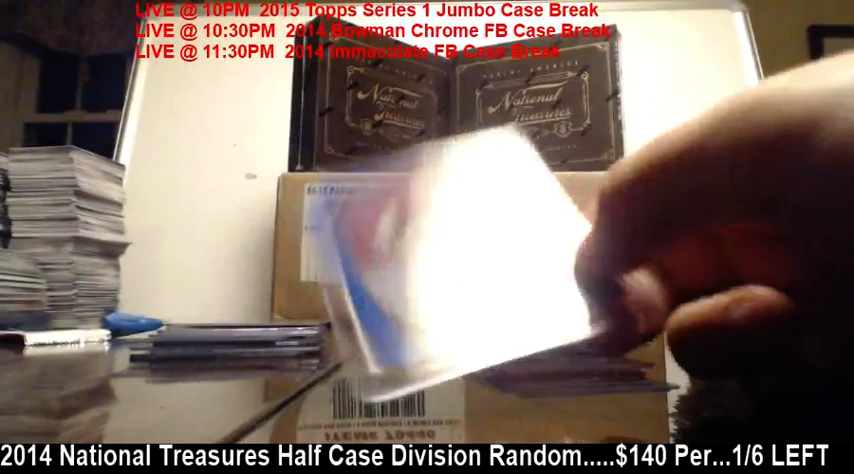 LIVE @ 10PM  2015 Topps Series 1 Jumbo Case Break
LIVE @ 10:30PM  2014 Bowman Chrome FB Case Break
LIVE @ 11:30PM  2014 Immaculate FB Case Break
National Treasures
National Treasures
2014 National Treasures Half Case Division Random.....$140 Per...1/6 LEFT